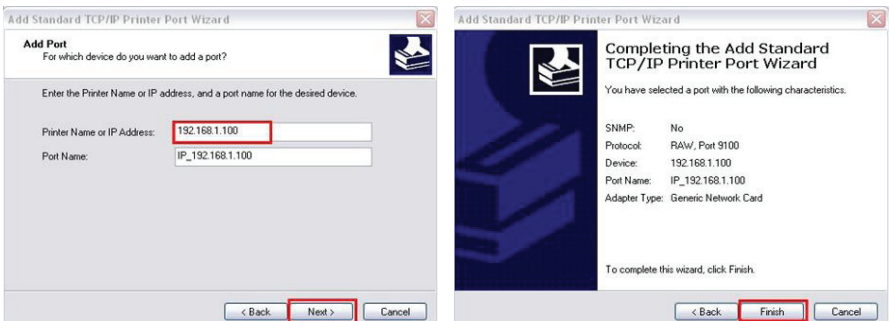 Add Standard TCP/IP Printer Port Wizard
Add Port
For which device do you want to add a port?
Enter the Printer Name or IP address, and a port name for the desired device.
Printer Name or IP Address: 192.168.1.100
Port Name: IP_192.168.1.100
< Back Next > Cancel
Add Standard TCP/IP Printer Port Wizard
Completing the Add Standard
TCP/IP Printer Port Wizard
You have selected a port with the following characteristics.
SNMP: No
Protocol: RAW, Port 9100
Device: 192.168.1.100
Port Name: IP_192.168.1.100
Adapter Type: Generic Network Card
To complete this wizard, click Finish.
< Back Finish Cancel